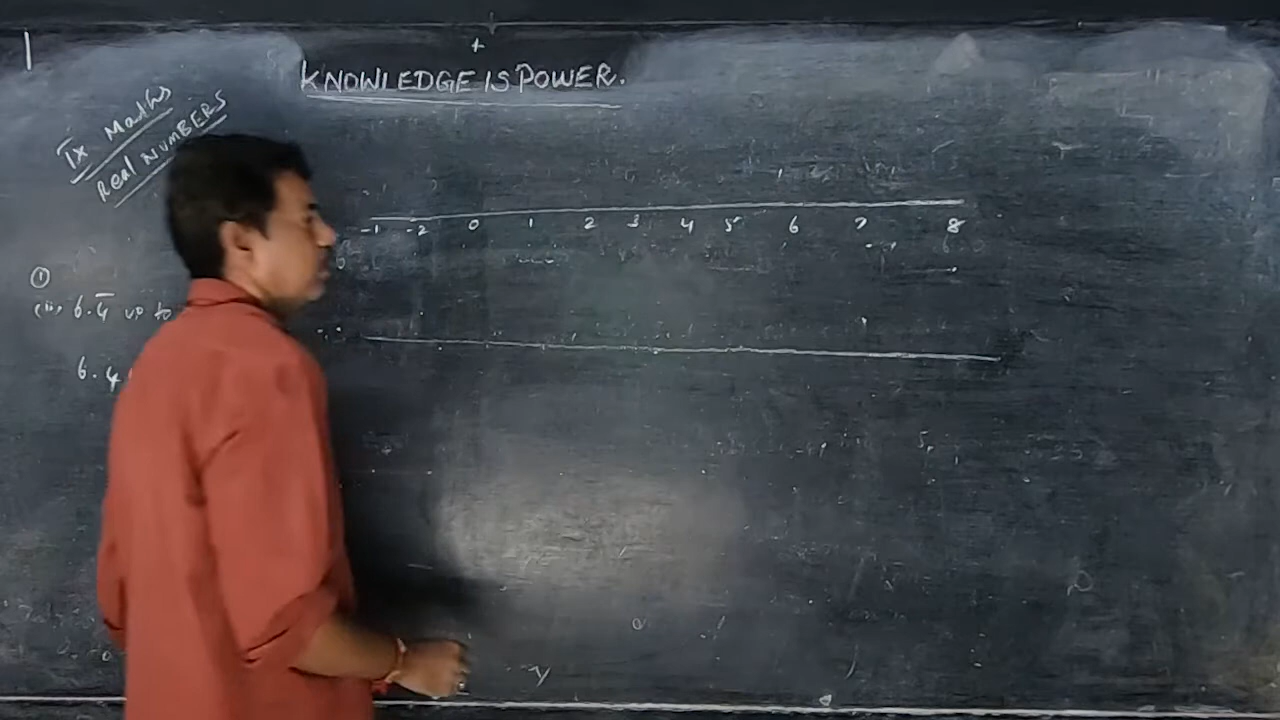 KNOWLEDGE IS POWER.
IX Maths
Real NUMBERS
-1 -2 0 1 2 3 4 5 6 7 8
①
(ii) 6.4̅ up to
6.4